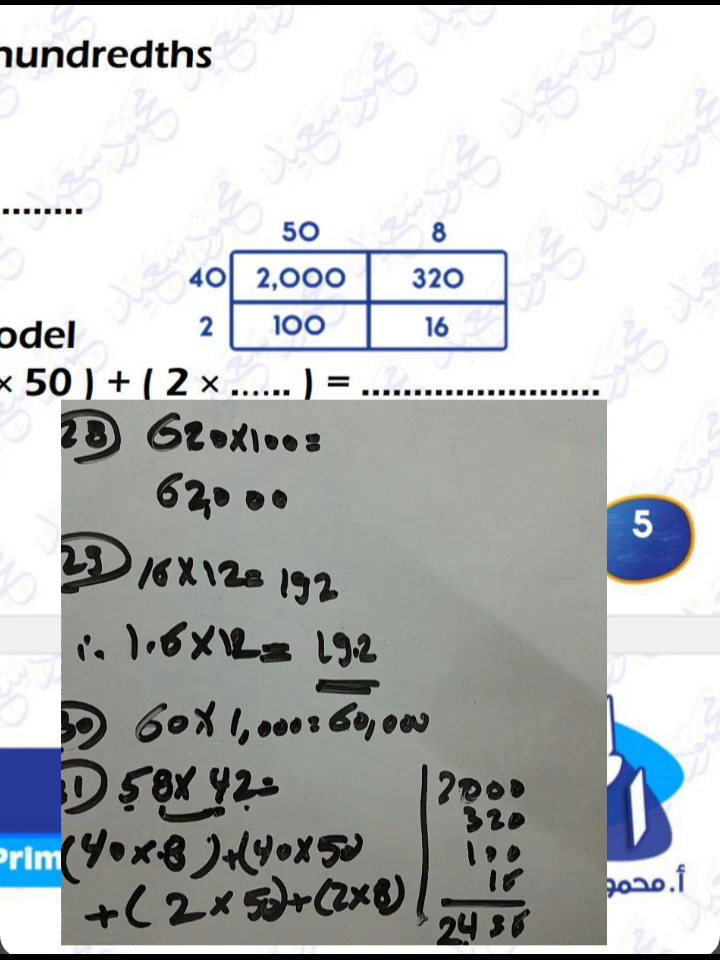 hundredths
.........
50 8
40 2,000 320
2 100 16
odel
× 50 ) + ( 2 × ...... ) = ........................
28) 620×100=
62,000
29) 16×12= 192
∴ 1.6×12= 19.2
30) 60×1,000=60,000
31) 58×42=
(40×8)+(40×50
+(2×50)+(2×8)
2000
320
100
16
2436
5
Prim
أ.محمو